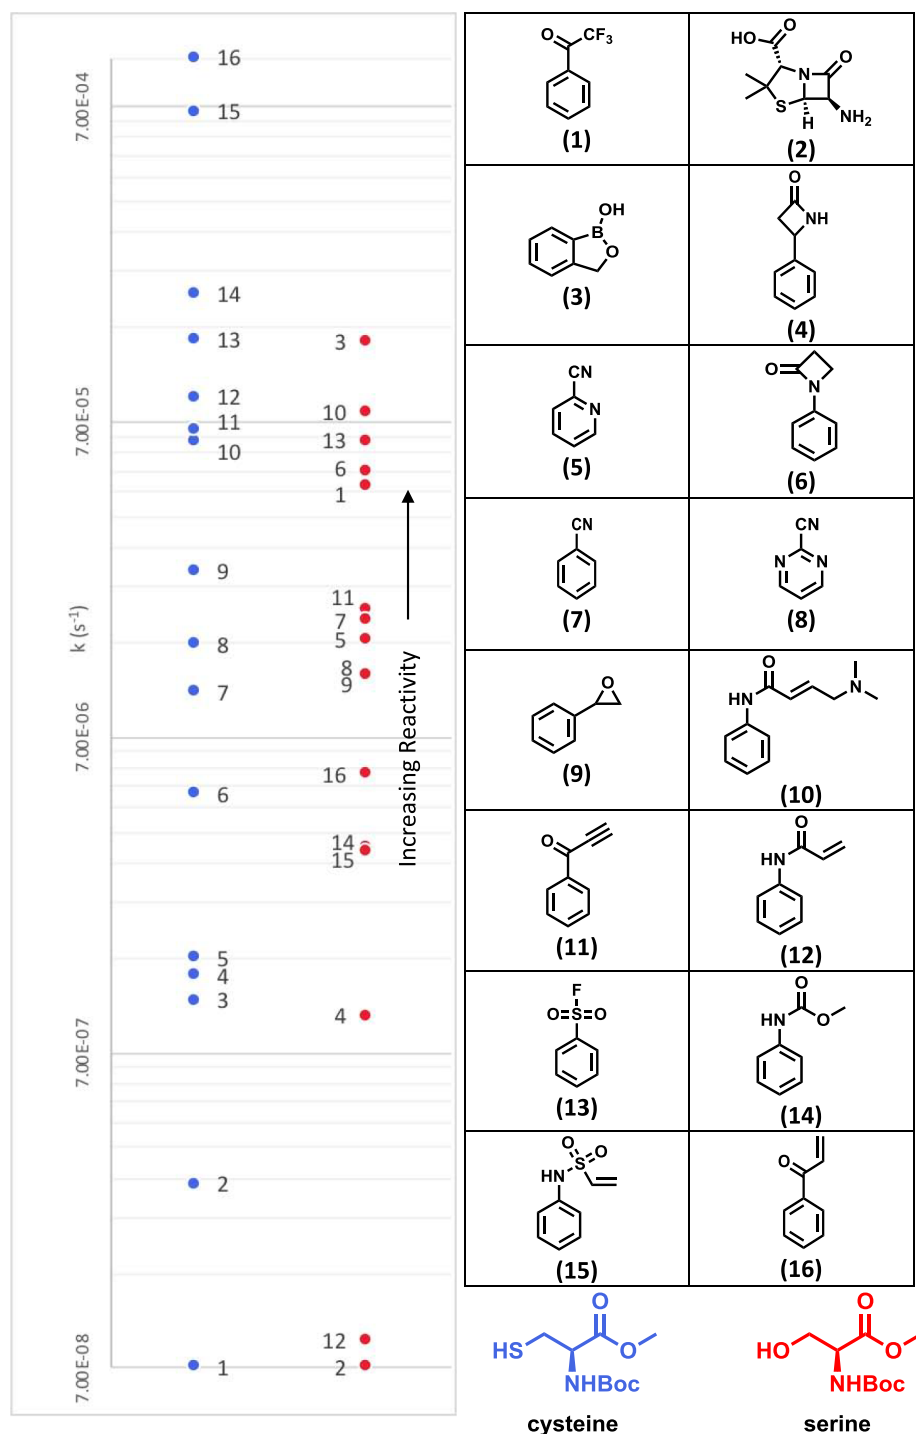 7.00E-04
7.00E-05
k (s⁻¹)
7.00E-06
7.00E-07
7.00E-08
16
15
14
13
12
11
10
9
8
7
6
5
4
3
2
1
3
10
13
6
1
11
7
5
8
9
16
14
15
4
12
2
Increasing Reactivity
O CF₃
(1)
HO O N O S H NH₂
(2)
OH B O
(3)
O NH
(4)
CN N
(5)
O N
(6)
CN
(7)
CN N N
(8)
O
(9)
O HN N
(10)
O
(11)
O HN
(12)
F O=S=O
(13)
O HN O
(14)
O O HN S
(15)
O
(16)
HS O O NHBoc
cysteine
HO O O NHBoc
serine